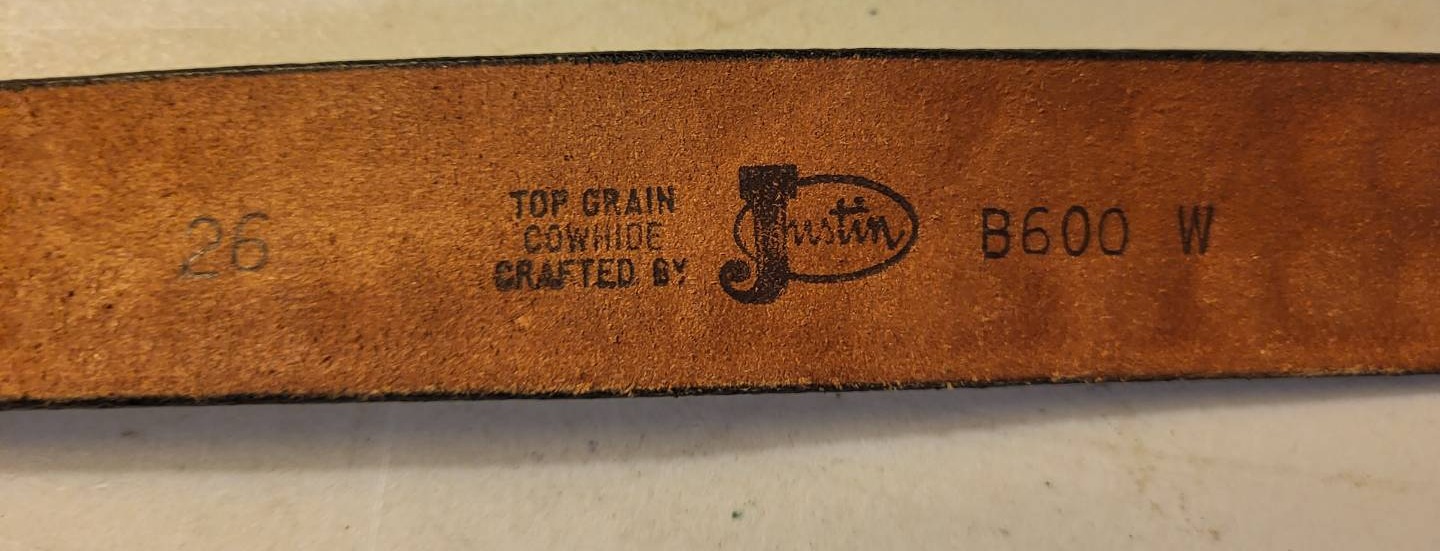 26
TOP GRAIN
COWHIDE
CRAFTED BY
Justin
B600 W